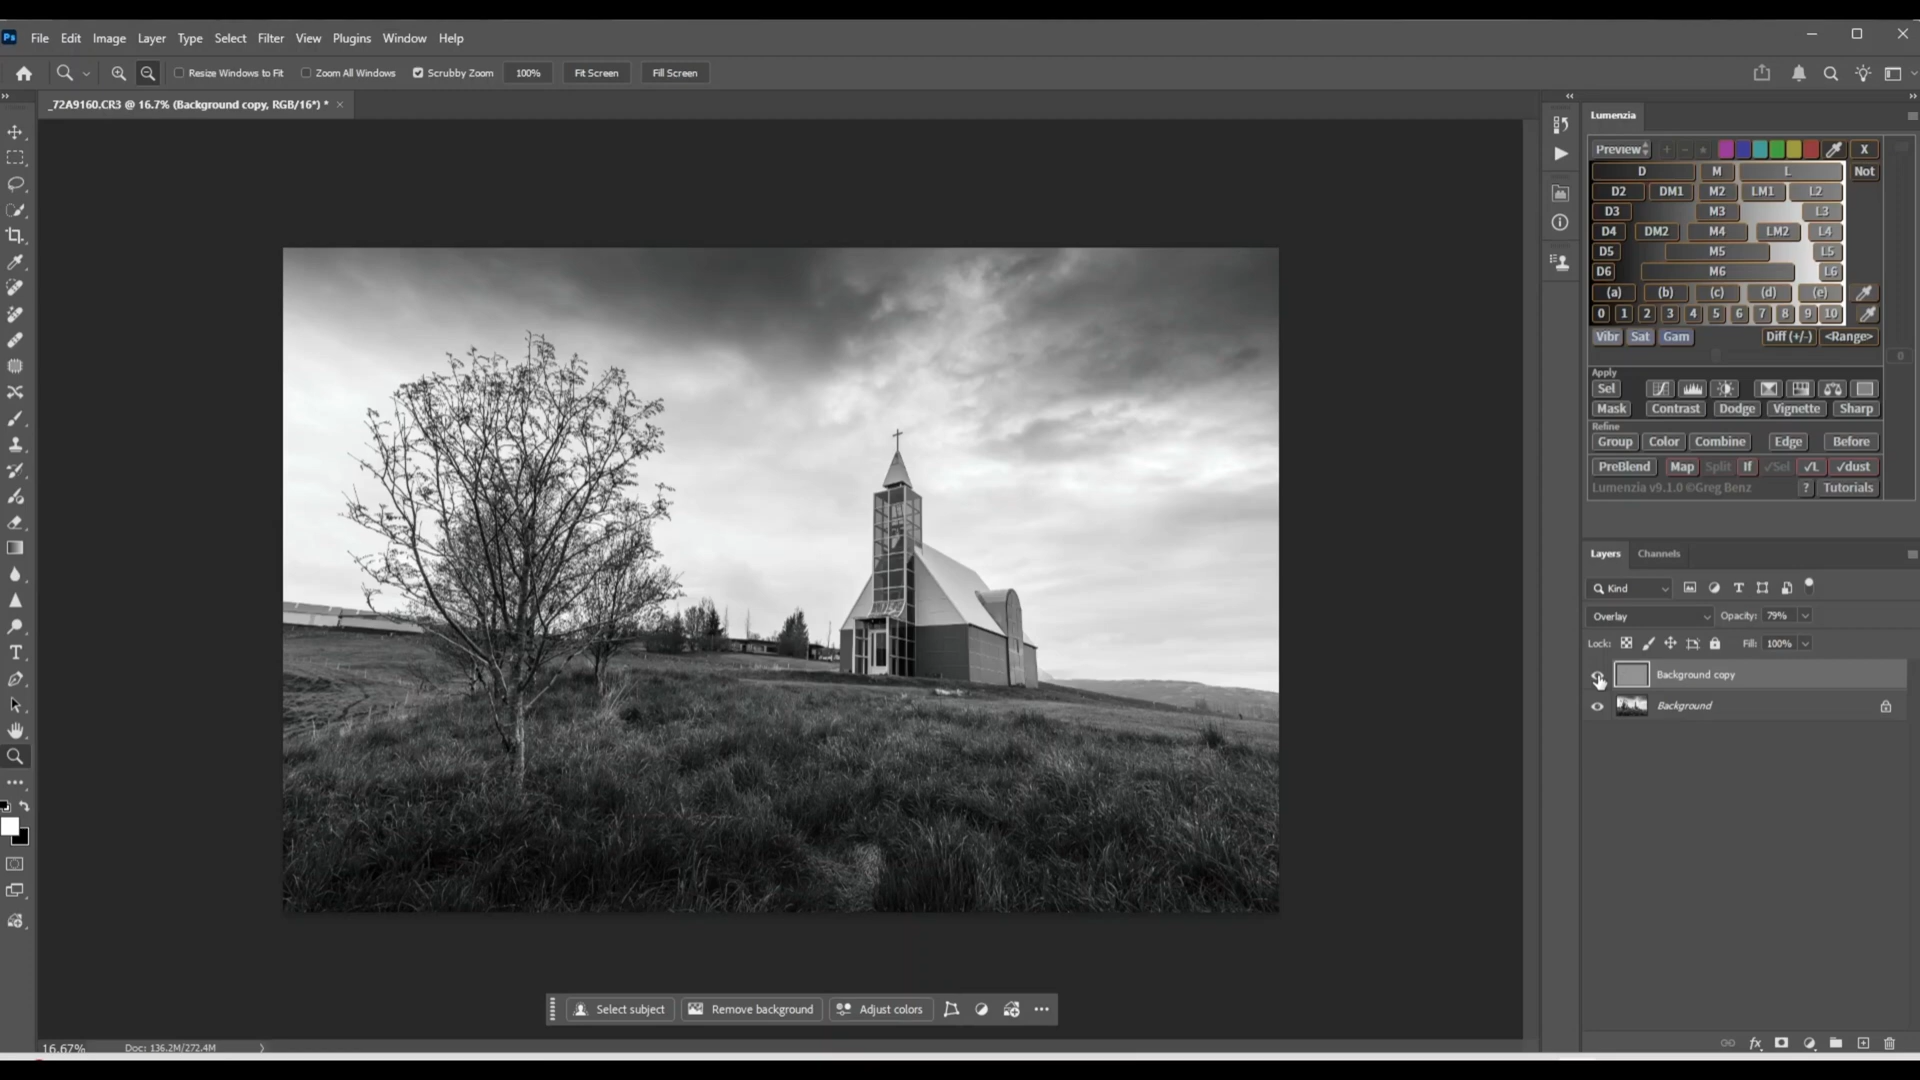 Ps File Edit Image Layer Type Select Filter View Plugins Window Help
Resize Windows to Fit Zoom All Windows Scrubby Zoom 100% Fit Screen Fill Screen
_72A9160.CR3 @ 16.7% (Background copy, RGB/16*) * ×
Lumenzia
Preview + - * X
D M L Not
D2 DM1 M2 LM1 L2
D3 M3 L3
D4 DM2 M4 LM2 L4
D5 M5 L5
D6 M6 L6
(a) (b) (c) (d) (e)
0 1 2 3 4 5 6 7 8 9 10
Vibr Sat Gam Diff (+/-) <Range>
0
Apply
Sel
Mask Contrast Dodge Vignette Sharp
Refine
Group Color Combine Edge Before
PreBlend Map Split If √Sel √L √dust
Lumenzia v9.1.0 ©Greg Benz ? Tutorials
Layers Channels
Kind
Overlay Opacity: 79%
Lock: Fill: 100%
Background copy
Background
Select subject Remove background Adjust colors
16.67% Doc: 136.2M/272.4M